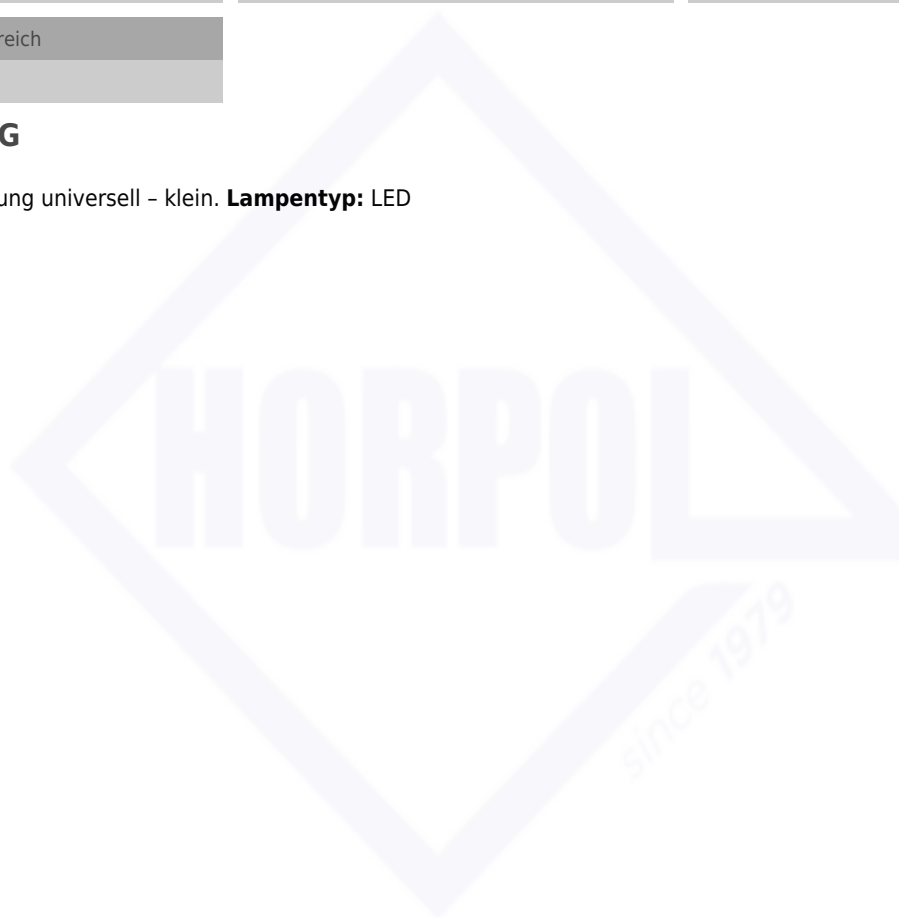 reich
G
ung universell – klein. Lampentyp: LED
HORPOL
since 1979